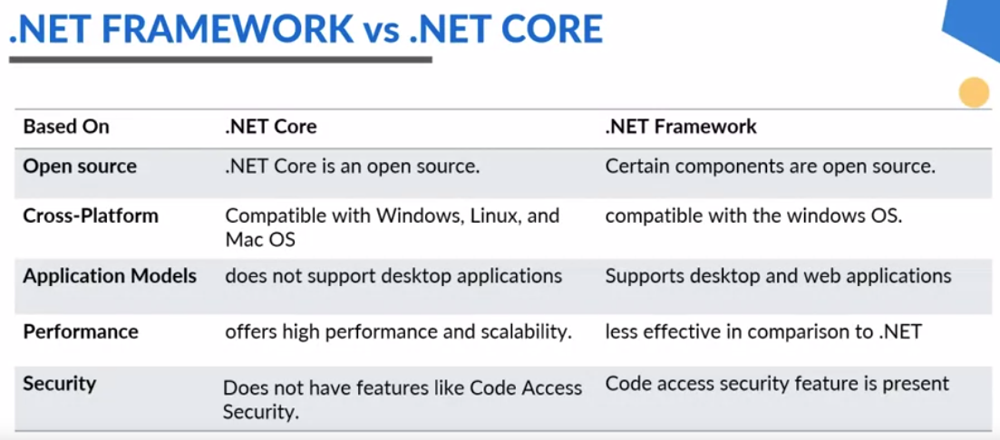 .NET FRAMEWORK vs .NET CORE
Based On .NET Core .NET Framework
Open source .NET Core is an open source. Certain components are open source.
Cross-Platform Compatible with Windows, Linux, and compatible with the windows OS.
Mac OS
Application Models does not support desktop applications Supports desktop and web applications
Performance offers high performance and scalability. less effective in comparison to .NET
Security Does not have features like Code Access Code access security feature is present
Security.